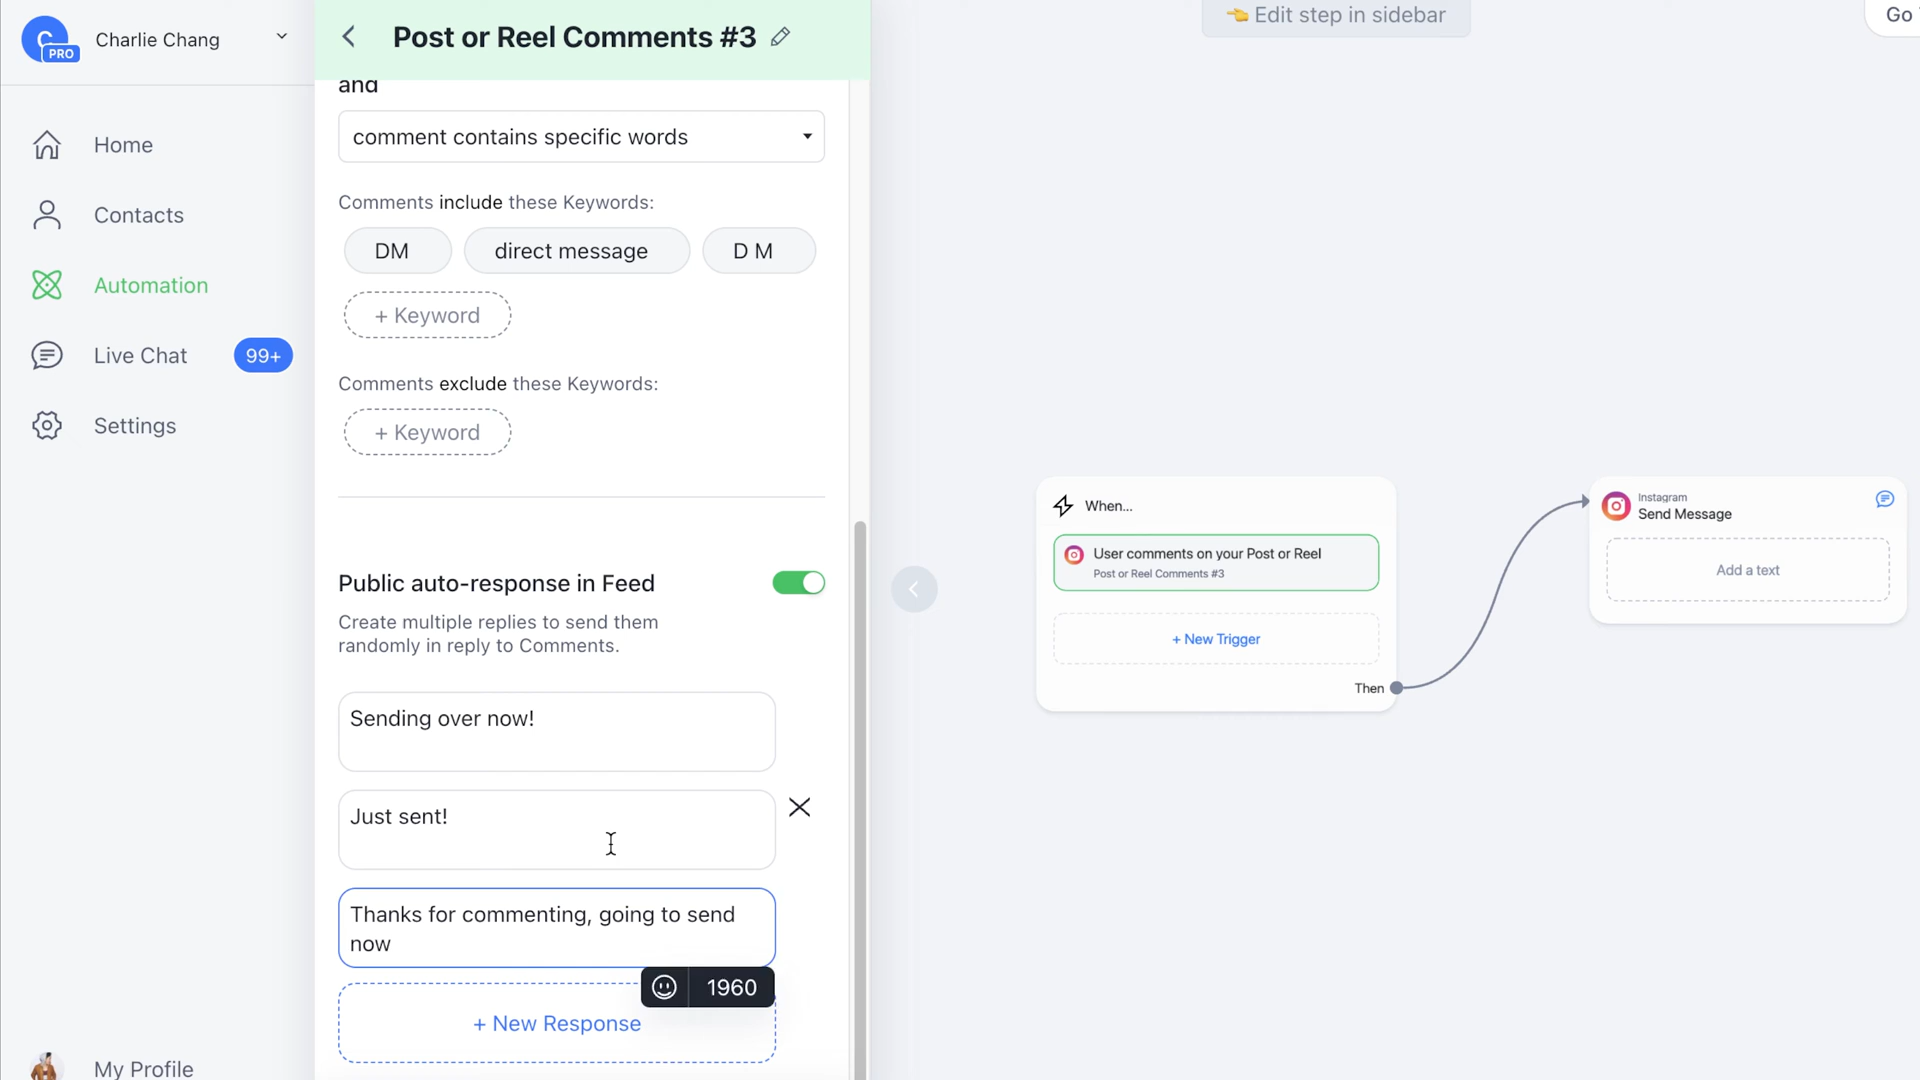 C
PRO
Charlie Chang
Home
Contacts
Automation
Live Chat
99+
Settings
My Profile
Post or Reel Comments #3
and
comment contains specific words
Comments include these Keywords:
DM
direct message
D M
+ Keyword
Comments exclude these Keywords:
+ Keyword
Public auto-response in Feed
Create multiple replies to send them
randomly in reply to Comments.
Sending over now!
Just sent!
Thanks for commenting, going to send
now
1960
+ New Response
Edit step in sidebar
Go
When...
User comments on your Post or Reel
Post or Reel Comments #3
+ New Trigger
Then
Instagram
Send Message
Add a text